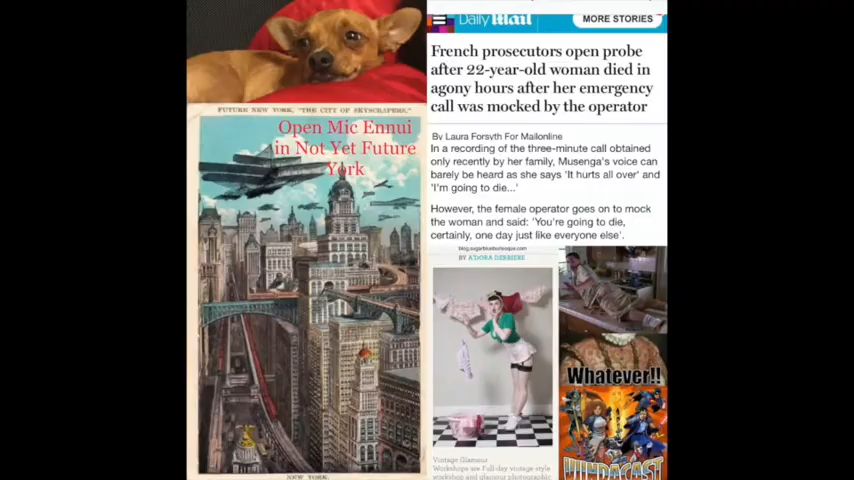 FUTURE NEW YORK, "THE CITY OF SKYSCRAPERS."
Open Mic Ennui
in Not Yet Future
York
NEW YORK.
Daily Mail
MORE STORIES
French prosecutors open probe
after 22-year-old woman died in
agony hours after her emergency
call was mocked by the operator
By Laura Forsyth For Mailonline
In a recording of the three-minute call obtained
only recently by her family, Musenga's voice can
barely be heard as she says 'It hurts all over' and
'I'm going to die...'
However, the female operator goes on to mock
the woman and said: 'You're going to die,
certainly, one day just like everyone else'.
blog.sugarblueburlesque.com
BY A'DORA DERRIERE
Vintage Glamour
Workshops are Full-day vintage style
workshop and glamour photographic
Whatever!!